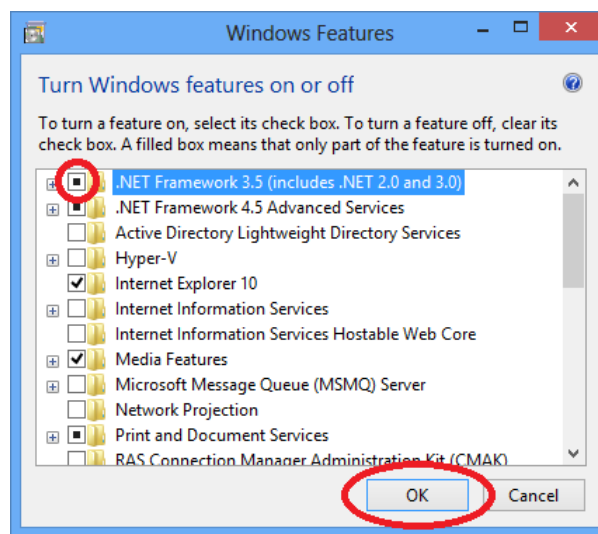 Windows Features
Turn Windows features on or off
To turn a feature on, select its check box. To turn a feature off, clear its
check box. A filled box means that only part of the feature is turned on.
.NET Framework 3.5 (includes .NET 2.0 and 3.0)
.NET Framework 4.5 Advanced Services
Active Directory Lightweight Directory Services
Hyper-V
Internet Explorer 10
Internet Information Services
Internet Information Services Hostable Web Core
Media Features
Microsoft Message Queue (MSMQ) Server
Network Projection
Print and Document Services
RAS Connection Manager Administration Kit (CMAK)
OK
Cancel